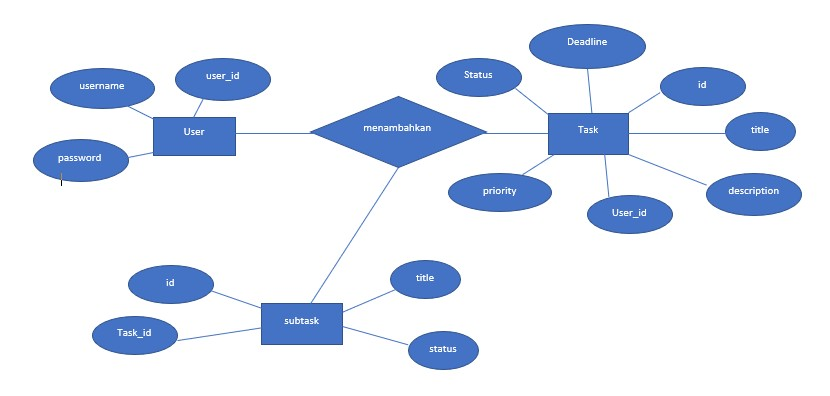 Deadline
Status
user_id
username
id
User
menambahkan
Task
title
password
priority
description
User_id
id
title
subtask
Task_id
status